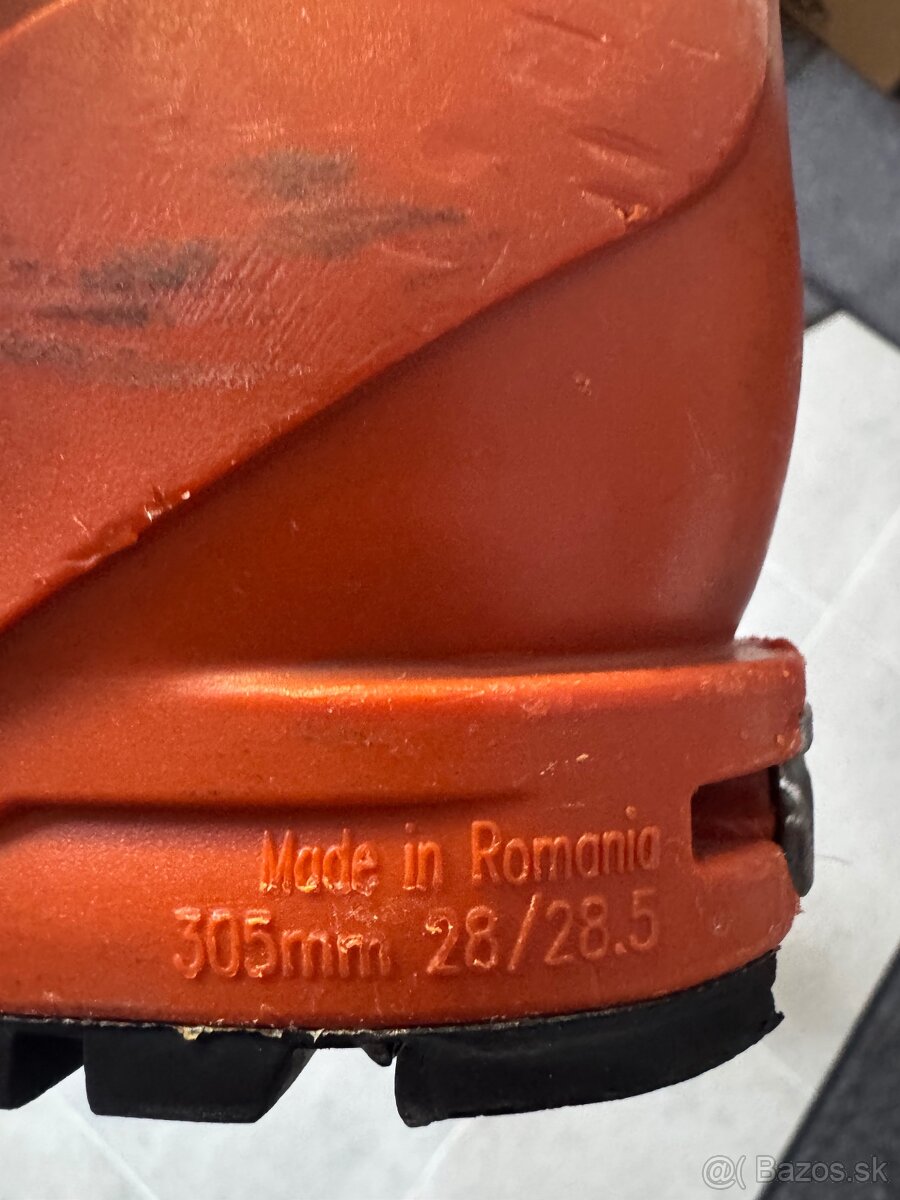 Made in Romania
305mm 28/28.5
@( Bazos.sk